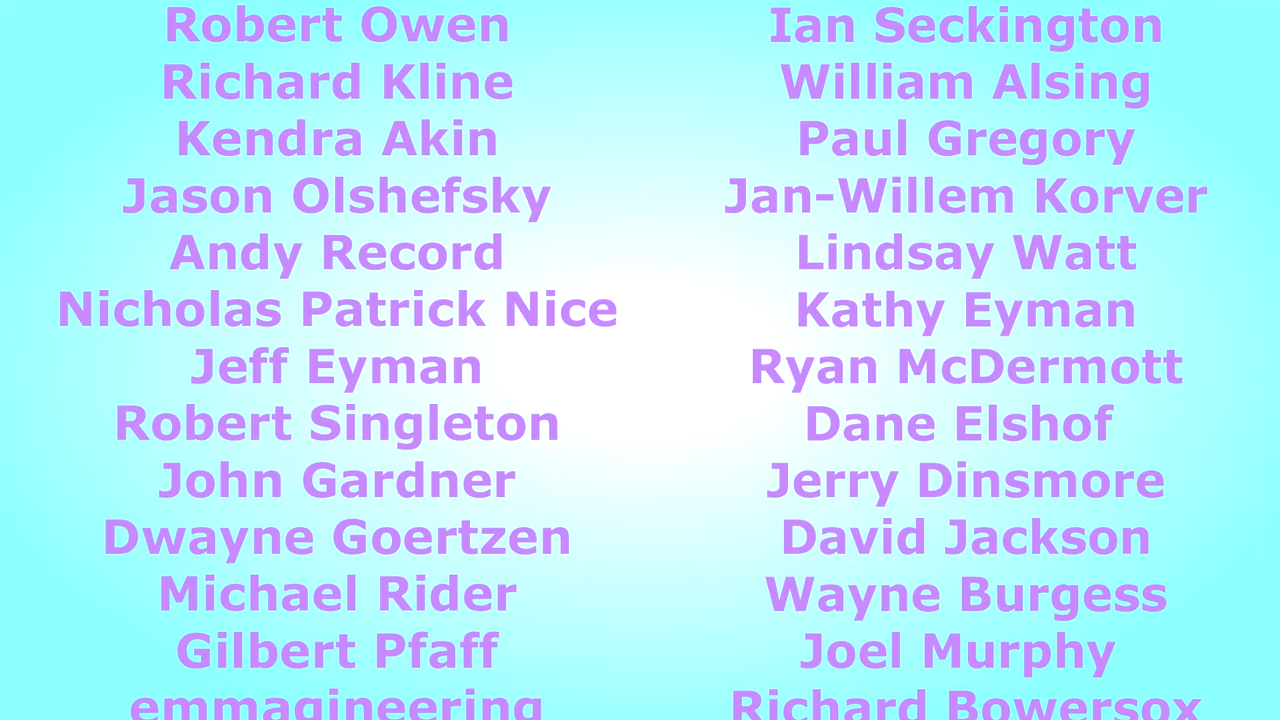 Robert Owen
Richard Kline
Kendra Akin
Jason Olshefsky
Andy Record
Nicholas Patrick Nice
Jeff Eyman
Robert Singleton
John Gardner
Dwayne Goertzen
Michael Rider
Gilbert Pfaff
emmagineering
Ian Seckington
William Alsing
Paul Gregory
Jan-Willem Korver
Lindsay Watt
Kathy Eyman
Ryan McDermott
Dane Elshof
Jerry Dinsmore
David Jackson
Wayne Burgess
Joel Murphy
Richard Bowersox